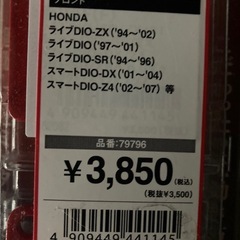 フロント
HONDA
ライブDIO-ZX ('94～'02)
ライブDIO ('97～'01)
ライブDIO-SR ('94～'96)
スマートDIO-DX ('01～'04)
スマートDIO-Z4 ('02～'07) 等
品番:79796
¥3,850(税込)
(税抜¥3,500)
4 909449 441145